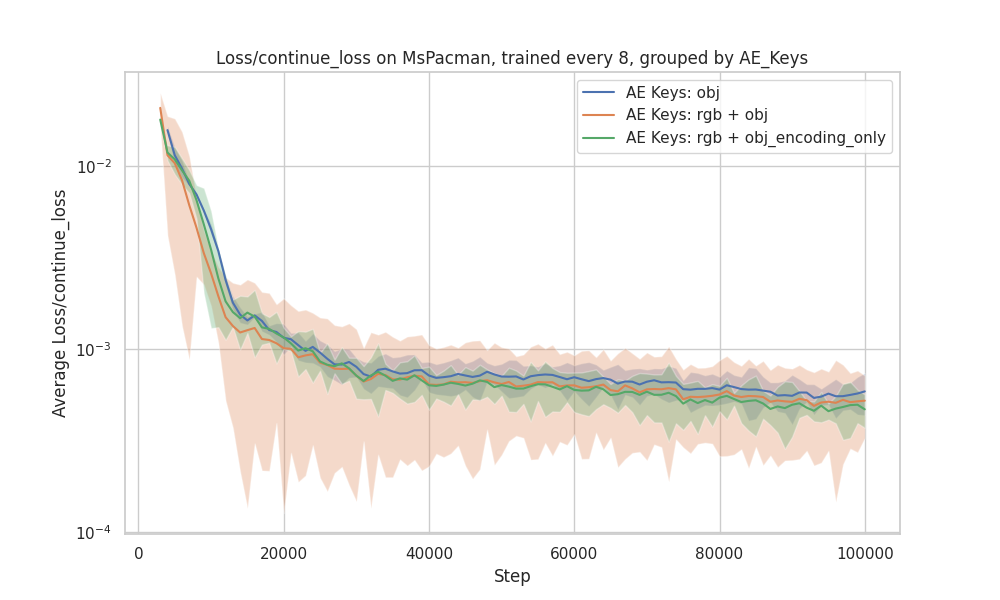 Loss/continue_loss on MsPacman, trained every 8, grouped by AE_Keys
AE Keys: obj
AE Keys: rgb + obj
AE Keys: rgb + obj_encoding_only
Average Loss/continue_loss
10⁻²
10⁻³
10⁻⁴
0 20000 40000 60000 80000 100000
Step